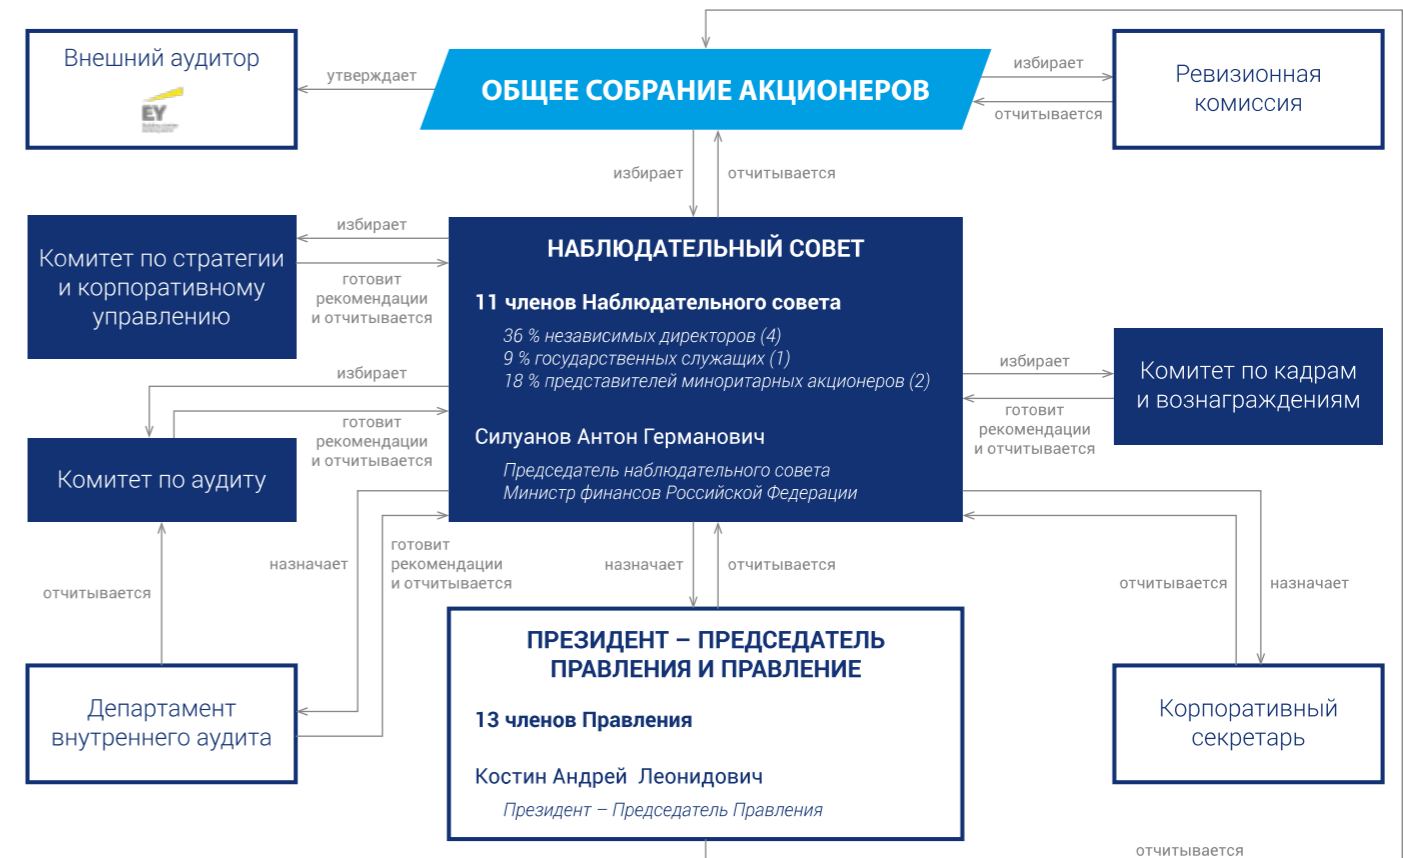 Внешний аудитор
EY
утверждает
ОБЩЕЕ СОБРАНИЕ АКЦИОНЕРОВ
избирает
отчитывается
Ревизионная
комиссия
избирает
отчитывается
Комитет по стратегии
и корпоративному
управлению
избирает
готовит
рекомендации
и отчитывается
НАБЛЮДАТЕЛЬНЫЙ СОВЕТ
11 членов Наблюдательного совета
36 % независимых директоров (4)
9 % государственных служащих (1)
18 % представителей миноритарных акционеров (2)
Силуанов Антон Германович
Председатель наблюдательного совета
Министр финансов Российской Федерации
избирает
готовит
рекомендации
и отчитывается
Комитет по кадрам
и вознаграждениям
избирает
готовит
рекомендации
и отчитывается
Комитет по аудиту
отчитывается
назначает
готовит
рекомендации
и отчитывается
назначает
отчитывается
отчитывается
назначает
Департамент
внутреннего аудита
ПРЕЗИДЕНТ – ПРЕДСЕДАТЕЛЬ
ПРАВЛЕНИЯ И ПРАВЛЕНИЕ
13 членов Правления
Костин Андрей Леонидович
Президент – Председатель Правления
Корпоративный
секретарь
отчитывается